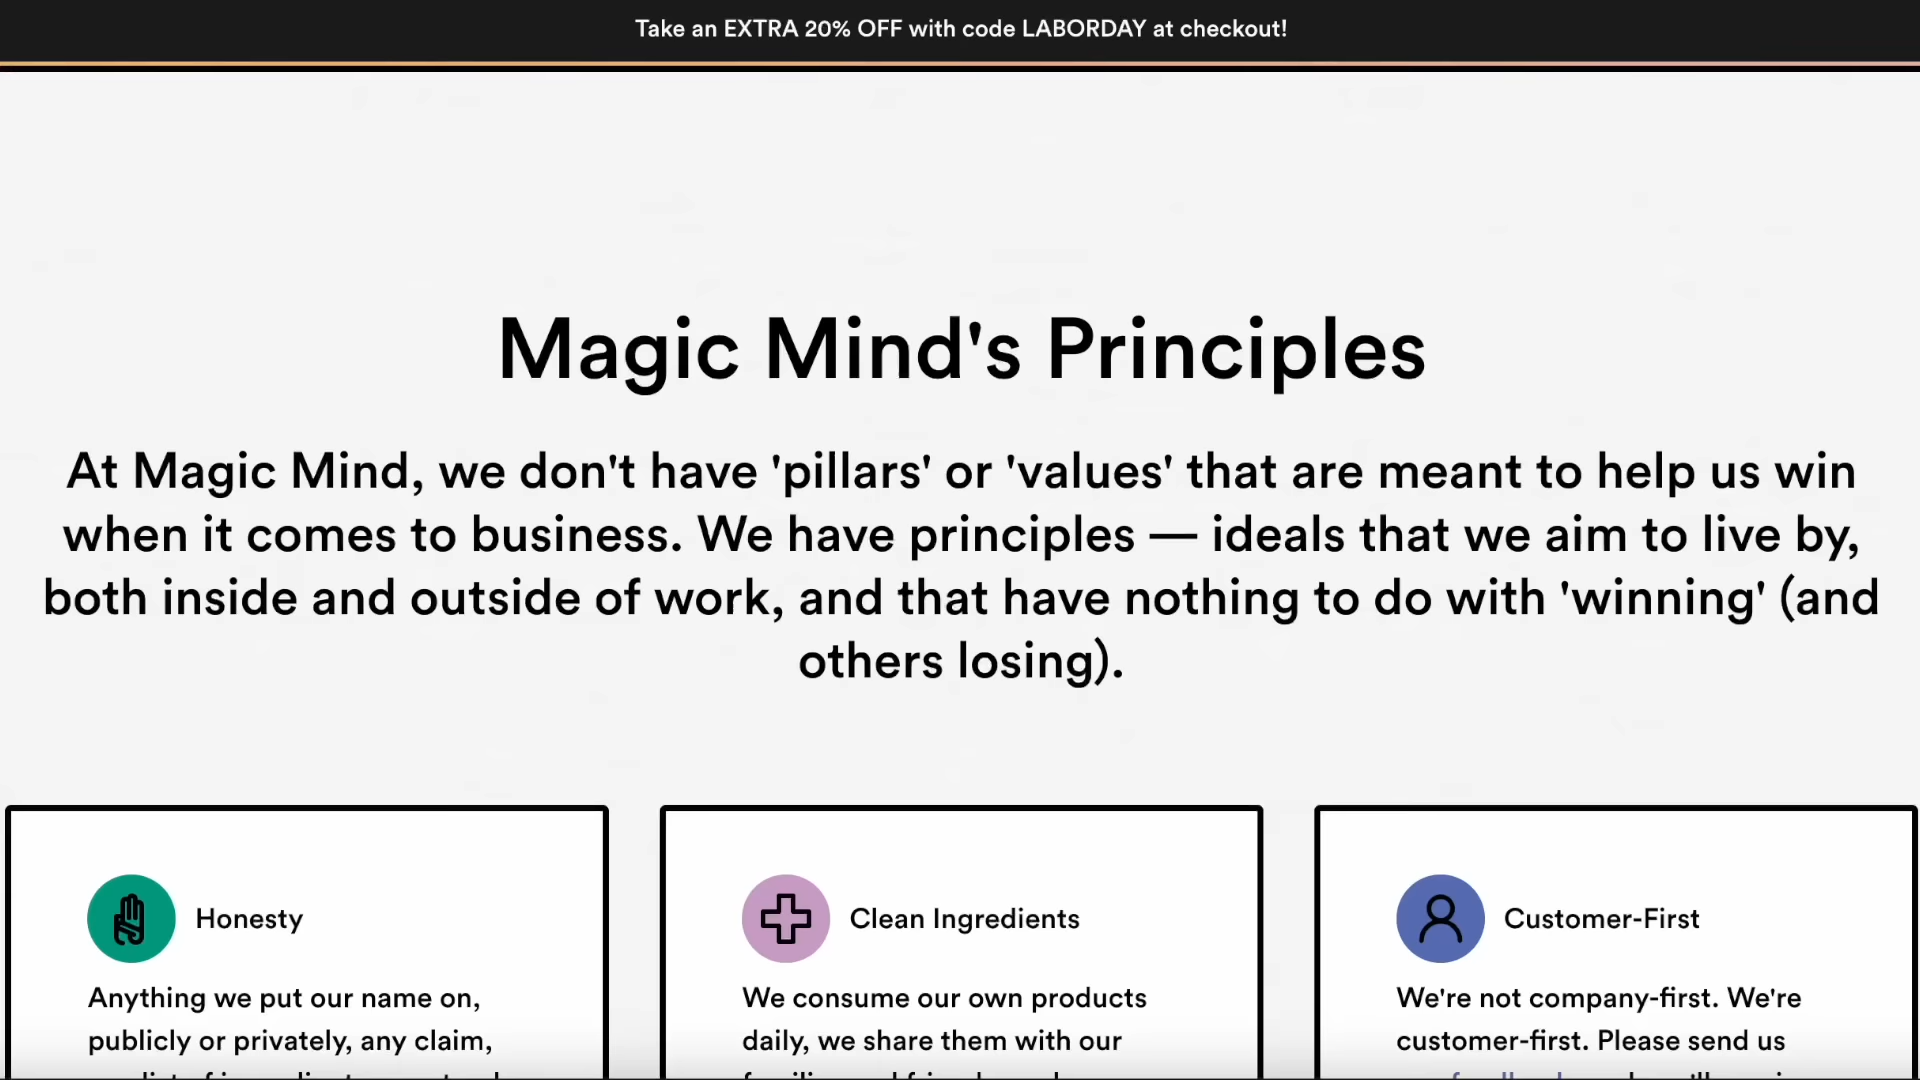 Take an EXTRA 20% OFF with code LABORDAY at checkout!
Magic Mind's Principles
At Magic Mind, we don't have 'pillars' or 'values' that are meant to help us win
when it comes to business. We have principles — ideals that we aim to live by,
both inside and outside of work, and that have nothing to do with 'winning' (and
others losing).
Honesty
Anything we put our name on,
publicly or privately, any claim,
Clean Ingredients
We consume our own products
daily, we share them with our
Customer-First
We're not company-first. We're
customer-first. Please send us